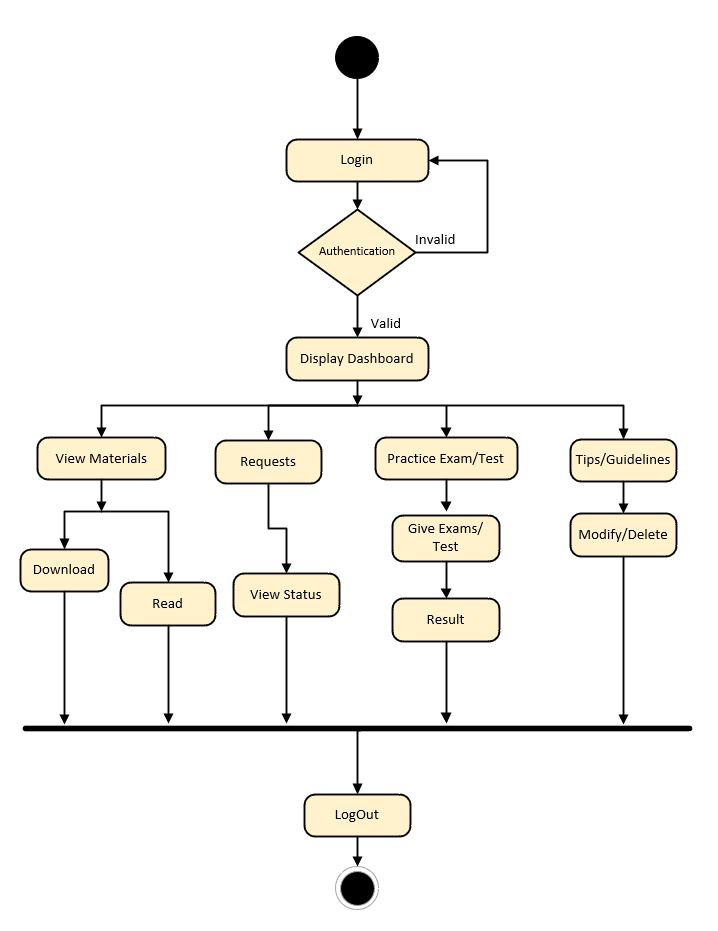 Login
Authentication
Invalid
Valid
Display Dashboard
View Materials
Requests
Practice Exam/Test
Tips/Guidelines
Give Exams/
Test
Modify/Delete
Download
Read
View Status
Result
LogOut